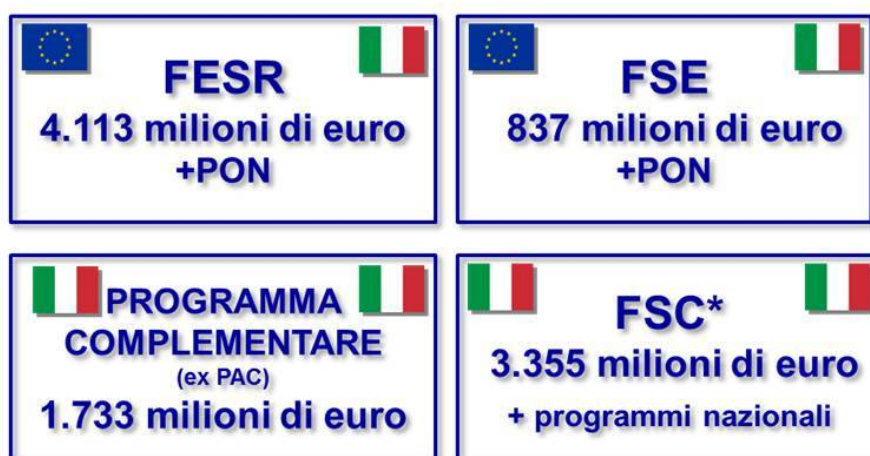 FESR
4.113 milioni di euro
+PON
FSE
837 milioni di euro
+PON
PROGRAMMA
COMPLEMENTARE
(ex PAC)
1.733 milioni di euro
FSC*
3.355 milioni di euro
+ programmi nazionali